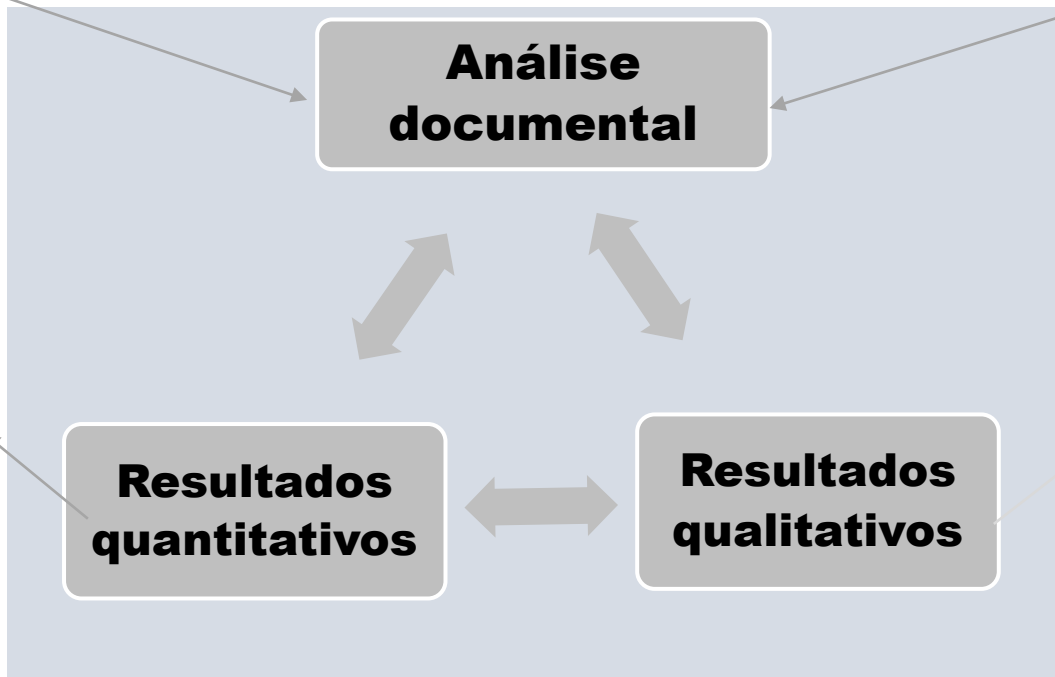 Análise
documental
Resultados
quantitativos
Resultados
qualitativos